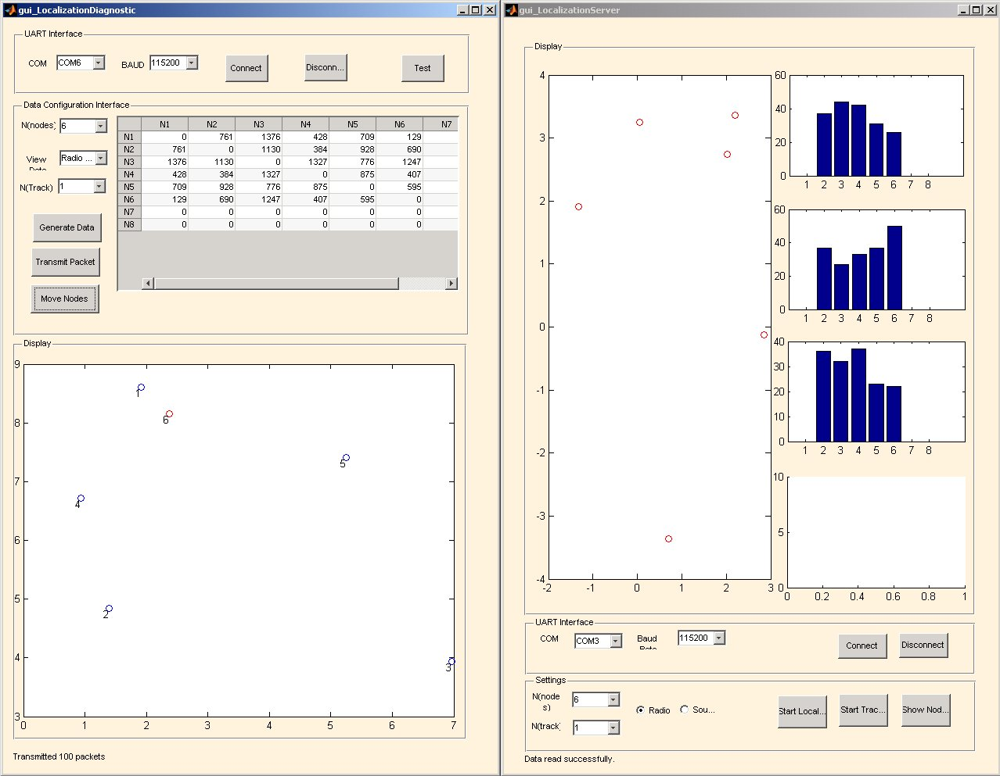 gui_LocalizationDiagnostic
UART Interface
COM COM6 BAUD 115200 Connect Disconn... Test
Data Configuration Interface
N(nodes) 6
View Radio ...
N(Track) 1
Generate Data
Transmit Packet
Move Nodes
N1 N2 N3 N4 N5 N6 N7
N1 0 761 1376 428 709 129
N2 761 0 1130 384 928 690
N3 1376 1130 0 1327 776 1247
N4 428 384 1327 0 875 407
N5 709 928 776 875 0 595
N6 129 690 1247 407 595 0
N7 0 0 0 0 0 0
N8 0 0 0 0 0 0
Display
9
8
7
6
5
4
3
1
6
5
4
2
3
0 1 2 3 4 5 6 7
Transmitted 100 packets
gui_LocalizationServer
Display
4
3
2
1
0
-1
-2
-3
-4
-2 -1 0 1 2 3
60
40
20
0
1 2 3 4 5 6 7 8
60
40
20
0
1 2 3 4 5 6 7 8
40
30
20
10
0
1 2 3 4 5 6 7 8
10
5
0
0 0.2 0.4 0.6 0.8 1
UART Interface
COM COM3 Baud 115200 Connect Disconnect
Settings
N(node
s) 6
N(track) 1
Radio Sou...
Start Local... Start Trac... Show Nod...
Data read successfully.